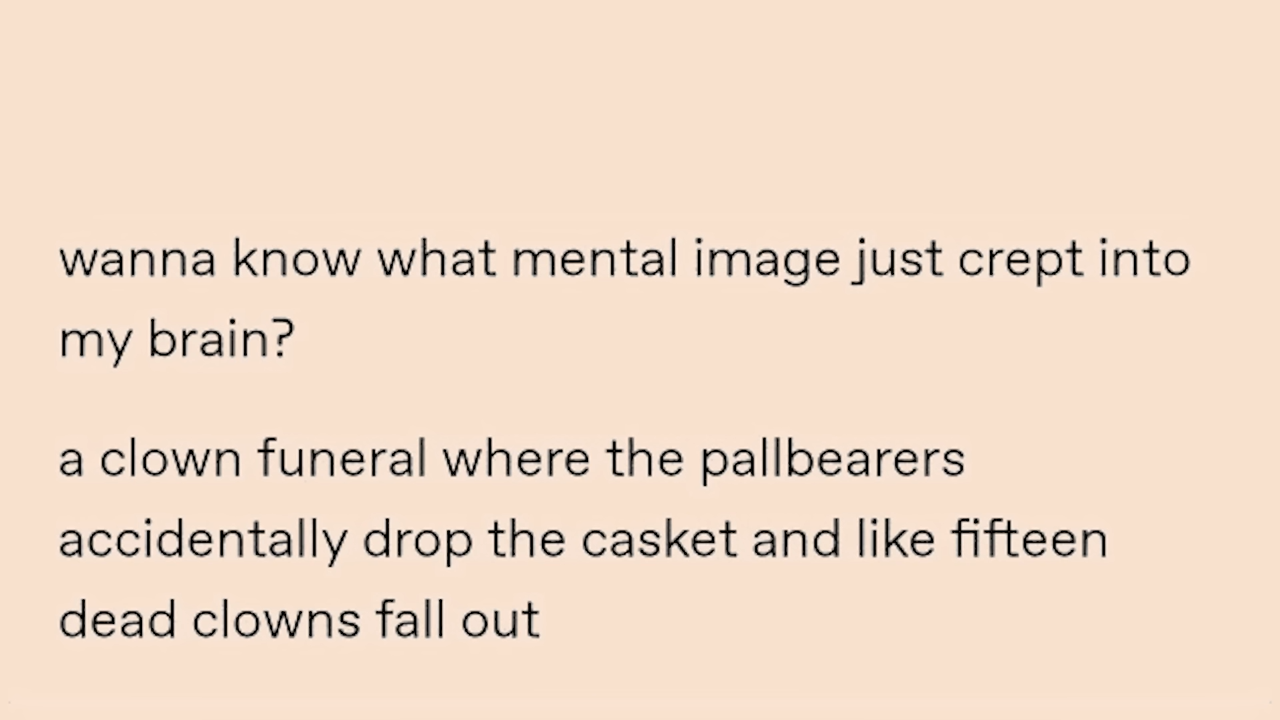 wanna know what mental image just crept into
my brain?
a clown funeral where the pallbearers
accidentally drop the casket and like fifteen
dead clowns fall out